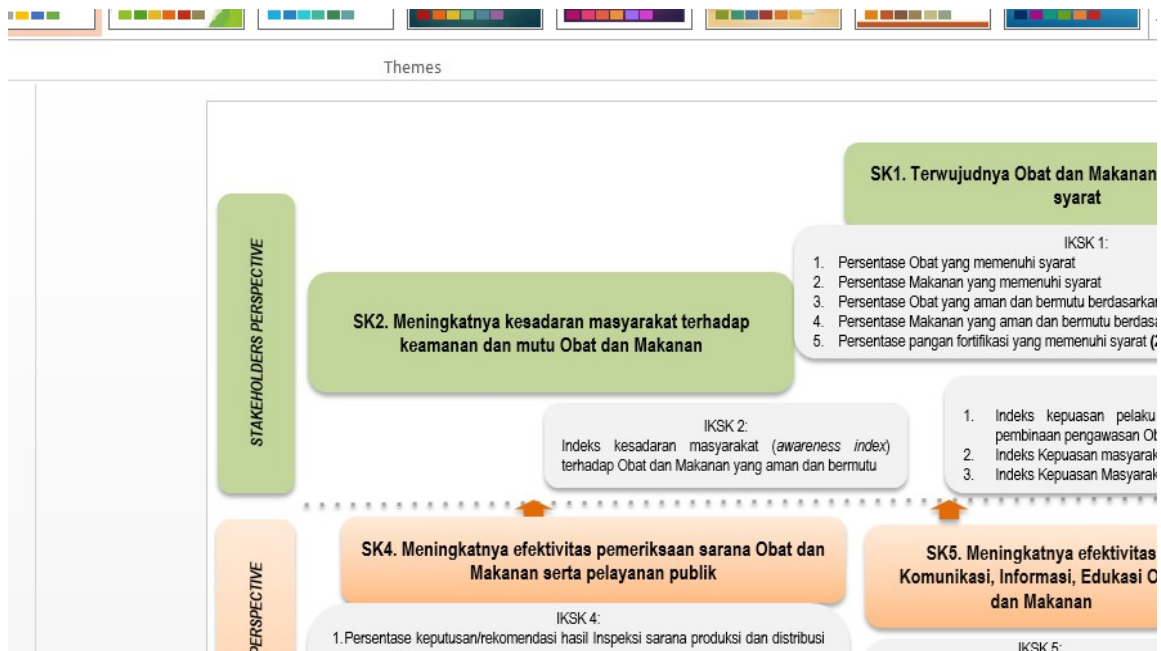 Themes
SK1. Terwujudnya Obat dan Makanan
syarat
IKSK 1:
1. Persentase Obat yang memenuhi syarat
2. Persentase Makanan yang memenuhi syarat
3. Persentase Obat yang aman dan bermutu berdasarkan
4. Persentase Makanan yang aman dan bermutu
5. Persentase pangan fortifikasi yang memenuhi syarat
STAKEHOLDERS PERSPECTIVE
SK2. Meningkatnya kesadaran masyarakat terhadap
keamanan dan mutu Obat dan Makanan
IKSK 2:
Indeks kesadaran masyarakat (awareness index)
terhadap Obat dan Makanan yang aman dan bermutu
1. Indeks kepuasan pelaku
pembinaan pengawasan
2. Indeks Kepuasan
3. Indeks Kepuasan
PERSPECTIVE
SK4. Meningkatnya efektivitas pemeriksaan sarana Obat dan
Makanan serta pelayanan publik
IKSK 4:
1.Persentase keputusan/rekomendasi hasil Inspeksi sarana produksi dan distribusi
SK5. Meningkatnya efektivitas
Komunikasi, Informasi, Edukasi
dan Makanan
IKSK 5: